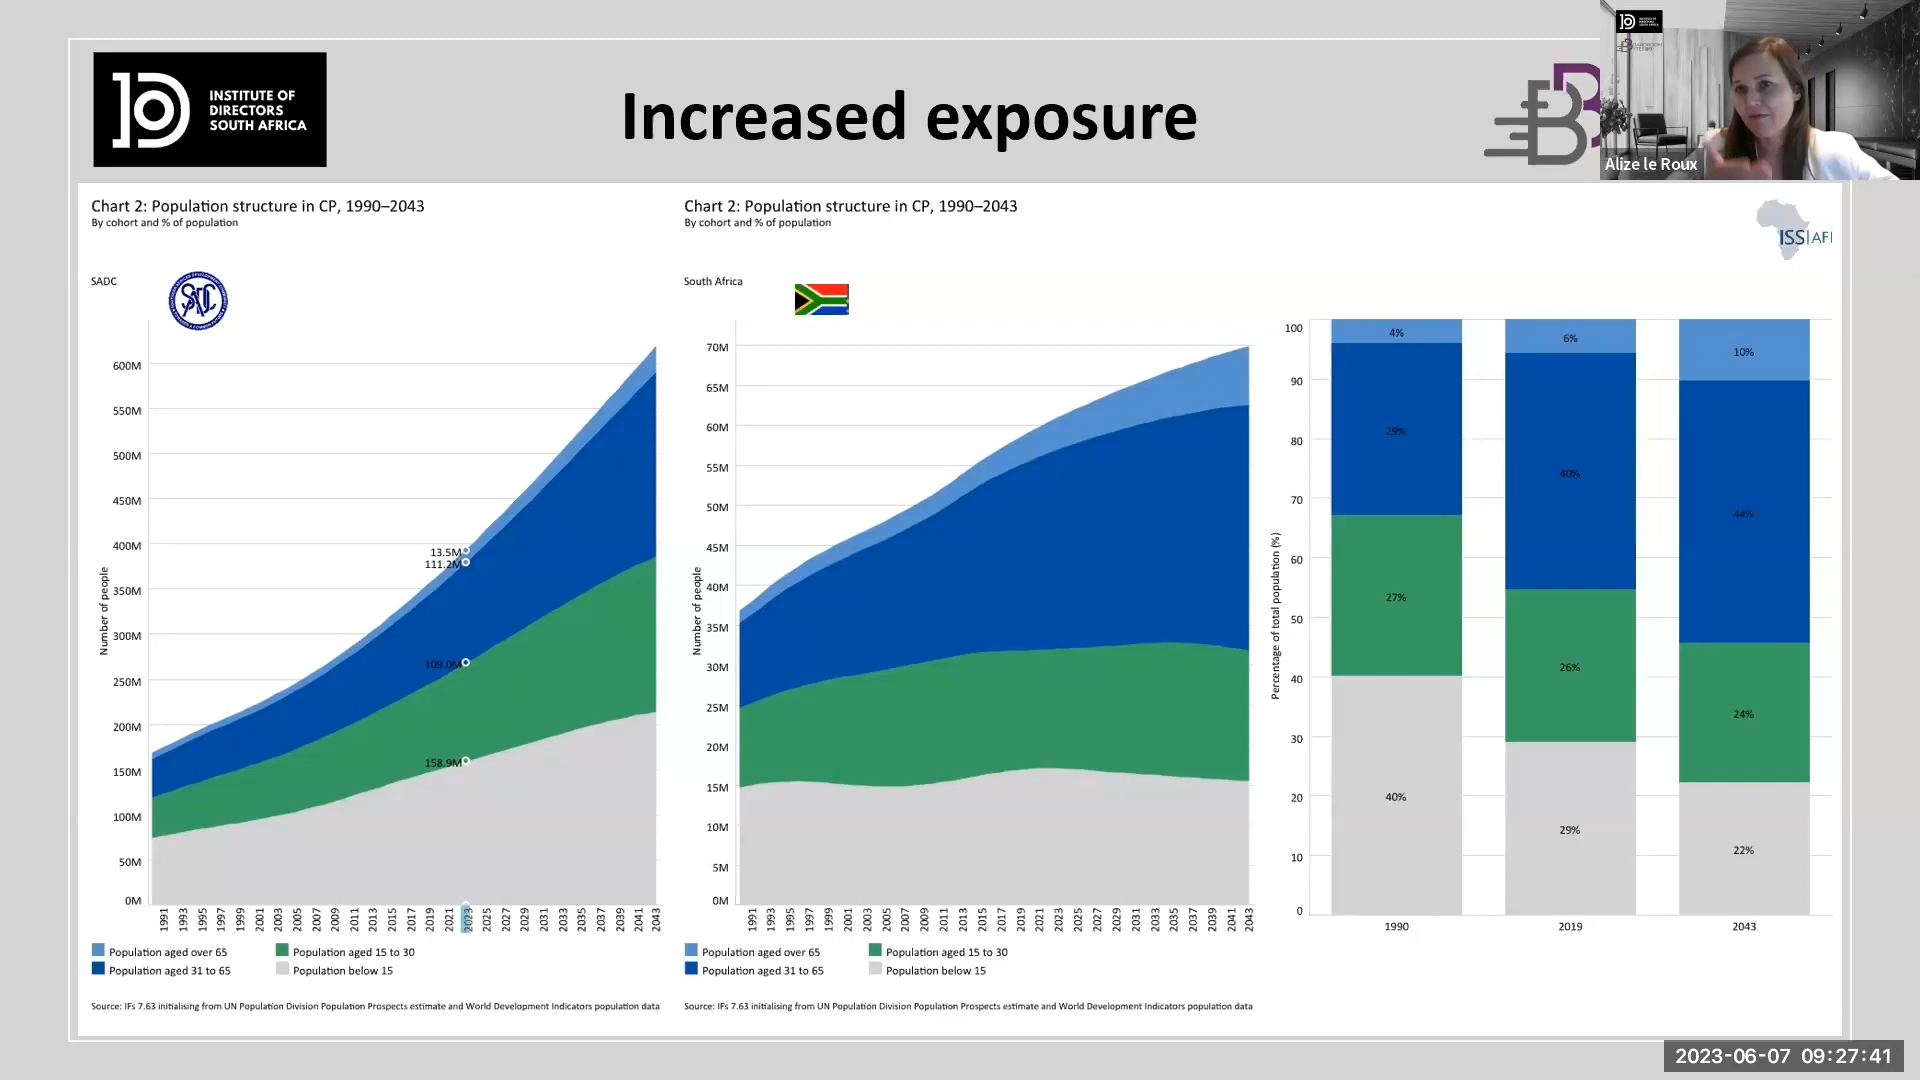 INSTITUTE OF
DIRECTORS
SOUTH AFRICA
Increased exposure
Alize le Roux
Chart 2: Population structure in CP, 1990–2043
By cohort and % of population
SADC
SADC
Number of people
600M
550M
500M
450M
400M
350M
300M
250M
200M
150M
100M
50M
0M
13.5M
111.2M
109.0M
158.9M
1991
1993
1995
1997
1999
2001
2003
2005
2007
2009
2011
2013
2015
2017
2019
2021
2023
2025
2027
2029
2031
2033
2035
2037
2039
2041
2043
Population aged over 65
Population aged 15 to 30
Population aged 31 to 65
Population below 15
Source: IFs 7.63 initialising from UN Population Division Population Prospects estimate and World Development Indicators population data
Chart 2: Population structure in CP, 1990–2043
By cohort and % of population
South Africa
Number of people
70M
65M
60M
55M
50M
45M
40M
35M
30M
25M
20M
15M
10M
5M
0M
1991
1993
1995
1997
1999
2001
2003
2005
2007
2009
2011
2013
2015
2017
2019
2021
2023
2025
2027
2029
2031
2033
2035
2037
2039
2041
2043
Population aged over 65
Population aged 15 to 30
Population aged 31 to 65
Population below 15
Source: IFs 7.63 initialising from UN Population Division Population Prospects estimate and World Development Indicators population data
ISS|AFI
Percentage of total population (%)
100
90
80
70
60
50
40
30
20
10
0
4%
29%
27%
40%
6%
40%
26%
29%
10%
44%
24%
22%
1990
2019
2043
2023-06-07 09:27:41